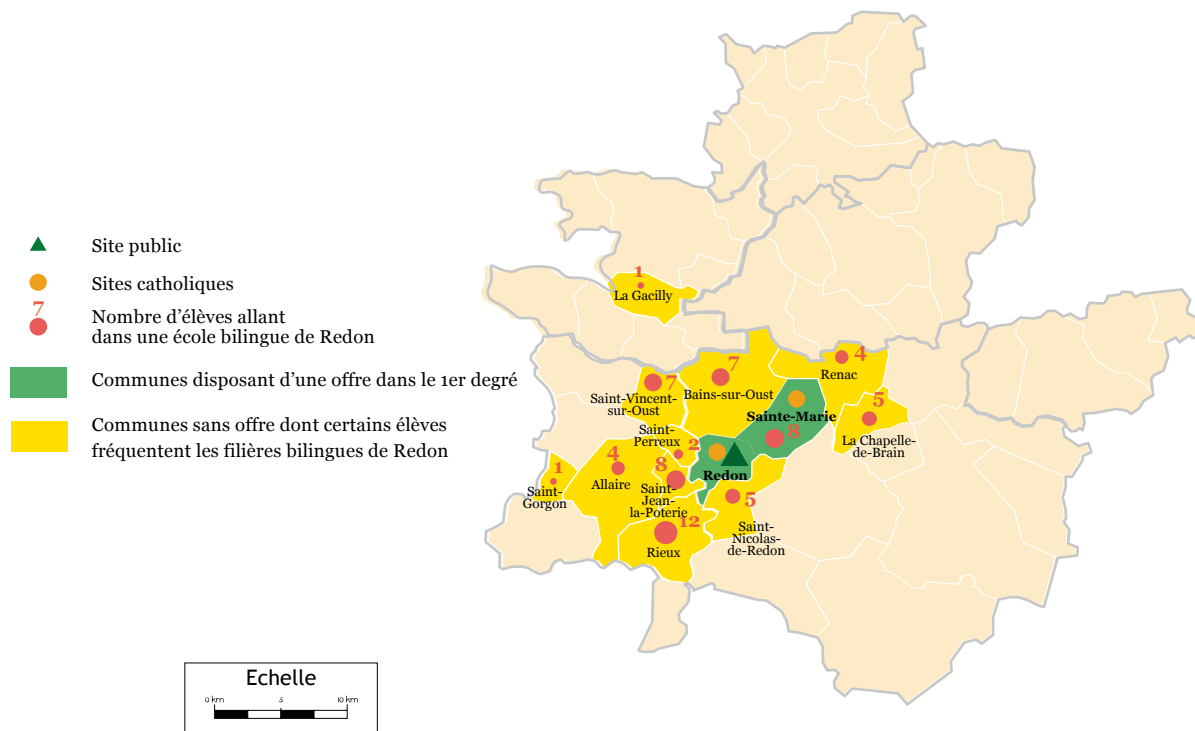 Site public
Sites catholiques
7
Nombre d'élèves allant
dans une école bilingue de Redon
Communes disposant d'une offre dans le 1er degré
Communes sans offre dont certains élèves
fréquentent les filières bilingues de Redon
1
La Gacilly
4
Renac
7
Bains-sur-Oust
7
Saint-Vincent-
sur-Oust
Sainte-Marie
8
5
La Chapelle-
de-Brain
Saint-
Perreux
2
Redon
4
Allaire
8
Saint-
Jean-
la-Poterie
1
Saint-
Gorgon
5
Saint-
Nicolas-
de-Redon
12
Rieux
Echelle
0 km
5
10 km